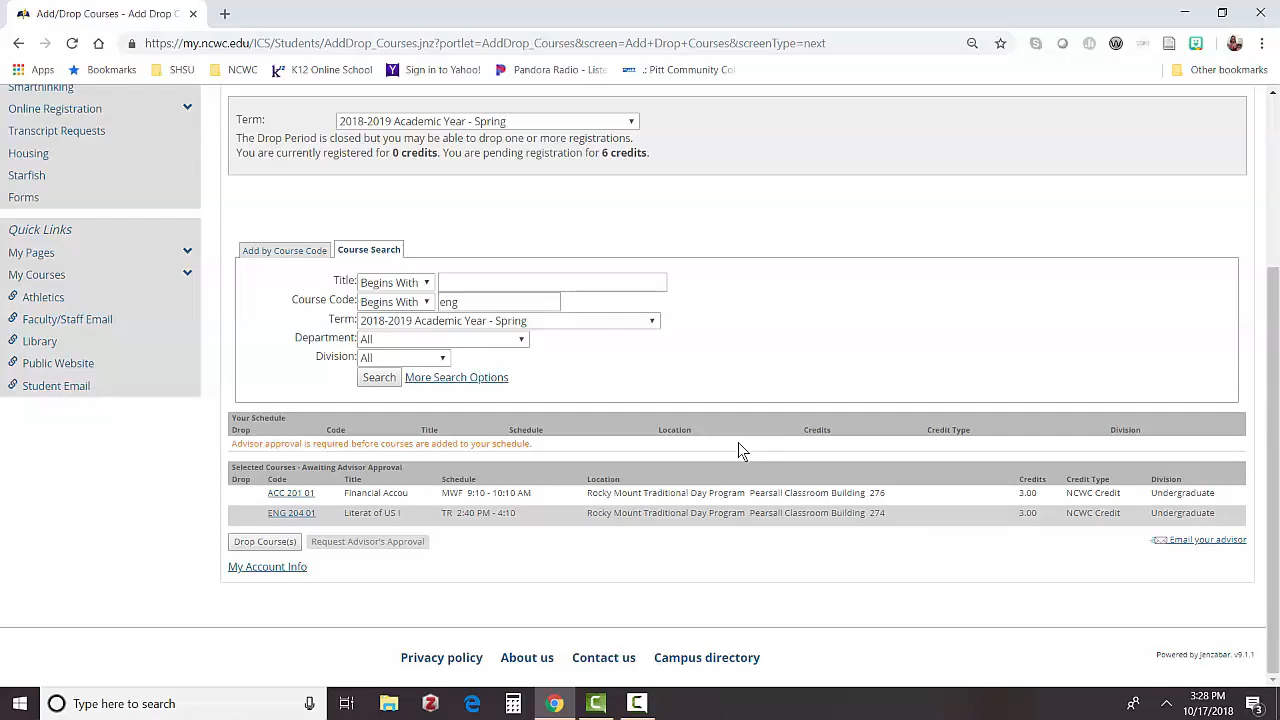 Add/Drop Courses - Add Drop C
https://my.ncwc.edu/ICS/Students/AddDrop_Courses.jnz?portlet=AddDrop_Courses&screen=Add+Drop+Courses&screenType=next
Apps Bookmarks SHSU NCWC K12 Online School Sign in to Yahoo! Pandora Radio - Liste .: Pitt Community Col Other bookmarks
Smarthinking
Online Registration
Transcript Requests
Housing
Starfish
Forms
Quick Links
My Pages
My Courses
Athletics
Faculty/Staff Email
Library
Public Website
Student Email
Term: 2018-2019 Academic Year - Spring
The Drop Period is closed but you may be able to drop one or more registrations.
You are currently registered for 0 credits. You are pending registration for 6 credits.
Add by Course Code Course Search
Title: Begins With
Course Code: Begins With eng
Term: 2018-2019 Academic Year - Spring
Department: All
Division: All
Search More Search Options
Your Schedule
Drop Code Title Schedule Location Credits Credit Type Division
Advisor approval is required before courses are added to your schedule.
Selected Courses - Awaiting Advisor Approval
Drop Code Title Schedule Location Credits Credit Type Division
ACC 201 01 Financial Accou MWF 9:10 - 10:10 AM Rocky Mount Traditional Day Program Pearsall Classroom Building 276 3.00 NCWC Credit Undergraduate
ENG 204 01 Literat of US I TR 2:40 PM - 4:10 Rocky Mount Traditional Day Program Pearsall Classroom Building 274 3.00 NCWC Credit Undergraduate
Drop Course(s) Request Advisor's Approval Email your advisor
My Account Info
Privacy policy About us Contact us Campus directory
Powered by Jenzabar. v9.1.1
Type here to search
3:28 PM
10/17/2018
3